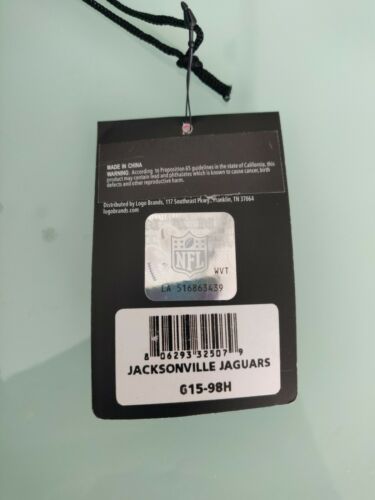 MADE IN CHINA
WARNING: According to Proposition 65 guidelines in the state of California, this
product may contain lead and phthalates which is known to cause cancer, birth
defects and other reproductive harm.
Distributed by Logo Brands, 117 Southeast Pkwy., Franklin, TN 37064
logobrands.com
NFL
WVT
LA 516863439
8 06293 32507 9
JACKSONVILLE JAGUARS
G15-98H